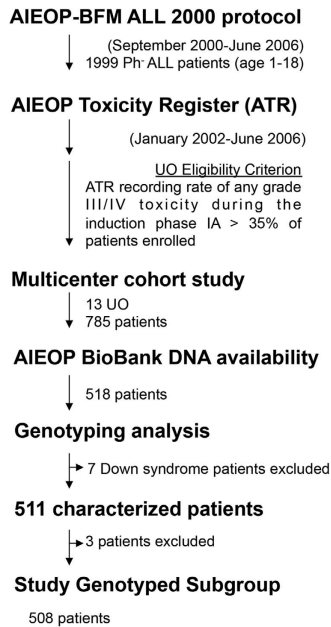 AIEOP-BFM ALL 2000 protocol
(September 2000-June 2006)
1999 Ph- ALL patients (age 1-18)
AIEOP Toxicity Register (ATR)
(January 2002-June 2006)
UO Eligibility Criterion
ATR recording rate of any grade
III/IV toxicity during the
induction phase IA > 35% of
patients enrolled
Multicenter cohort study
13 UO
785 patients
AIEOP BioBank DNA availability
518 patients
Genotyping analysis
7 Down syndrome patients excluded
511 characterized patients
3 patients excluded
Study Genotyped Subgroup
508 patients